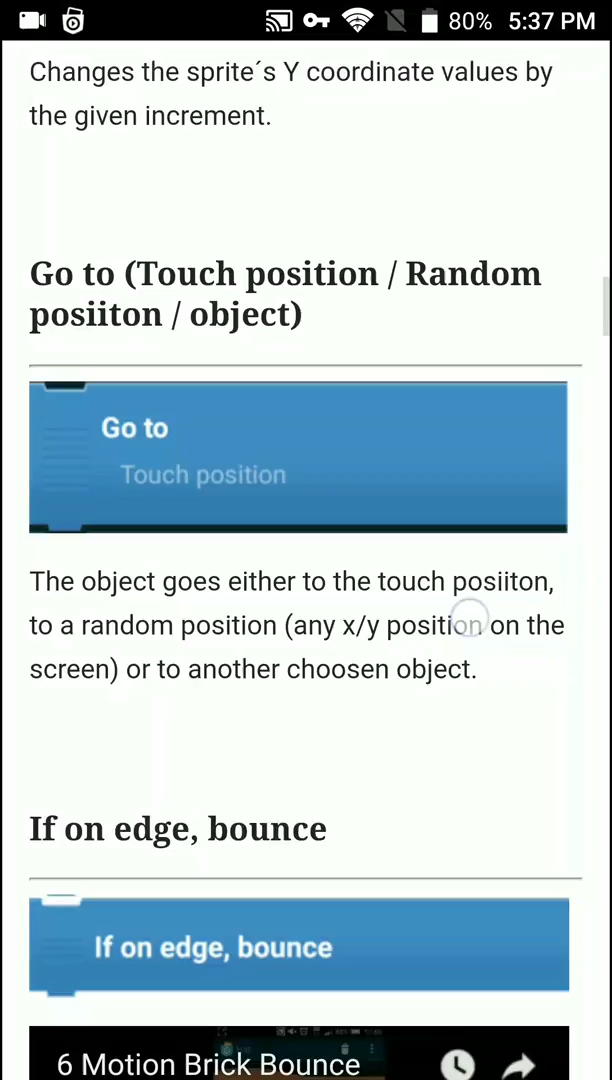 80% 5:37 PM
Changes the sprite´s Y coordinate values by
the given increment.
Go to (Touch position / Random
posiiton / object)
Go to
Touch position
The object goes either to the touch posiiton,
to a random position (any x/y position on the
screen) or to another choosen object.
If on edge, bounce
If on edge, bounce
6 Motion Brick Bounce